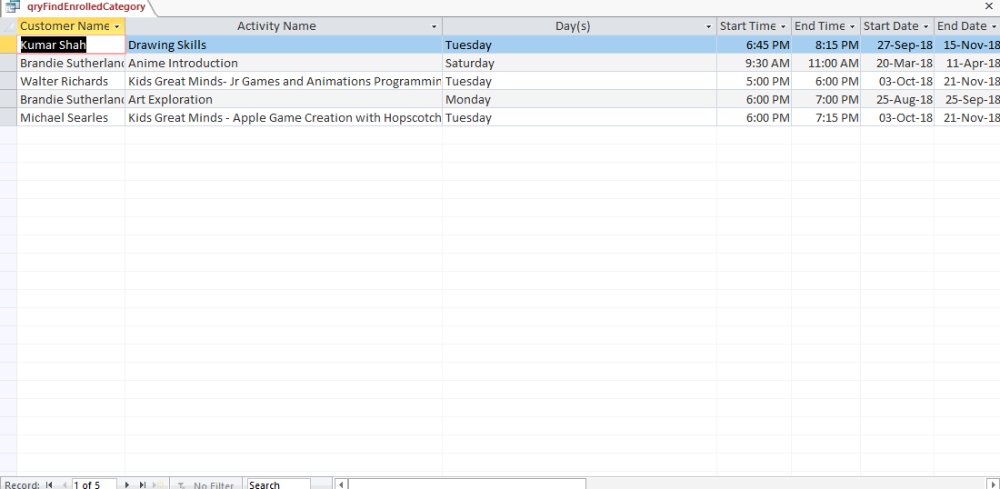 qryFindEnrolledCategory
Customer Name Activity Name Day(s) Start Time End Time Start Date End Date
Kumar Shah Drawing Skills Tuesday 6:45 PM 8:15 PM 27-Sep-18 15-Nov-18
Brandie Sutherland Anime Introduction Saturday 9:30 AM 11:00 AM 20-Mar-18 11-Apr-18
Walter Richards Kids Great Minds- Jr Games and Animations Programmin Tuesday 5:00 PM 6:00 PM 03-Oct-18 21-Nov-18
Brandie Sutherland Art Exploration Monday 6:00 PM 7:00 PM 25-Aug-18 25-Sep-18
Michael Searles Kids Great Minds - Apple Game Creation with Hopscotch Tuesday 6:00 PM 7:15 PM 03-Oct-18 21-Nov-18
Record: 1 of 5 No Filter Search